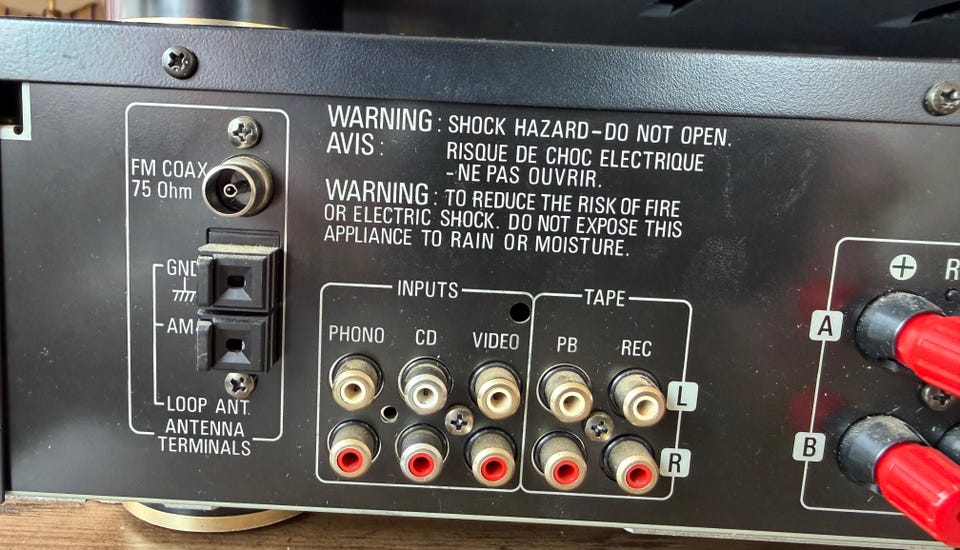 WARNING: SHOCK HAZARD-DO NOT OPEN.
AVIS: RISQUE DE CHOC ELECTRIQUE
-NE PAS OUVRIR.
WARNING: TO REDUCE THE RISK OF FIRE
OR ELECTRIC SHOCK. DO NOT EXPOSE THIS
APPLIANCE TO RAIN OR MOISTURE.
FM COAX
75 Ohm
GND
AM
LOOP ANT.
ANTENNA
TERMINALS
INPUTS
PHONO CD VIDEO
TAPE
PB REC
L
R
+ R
A
B